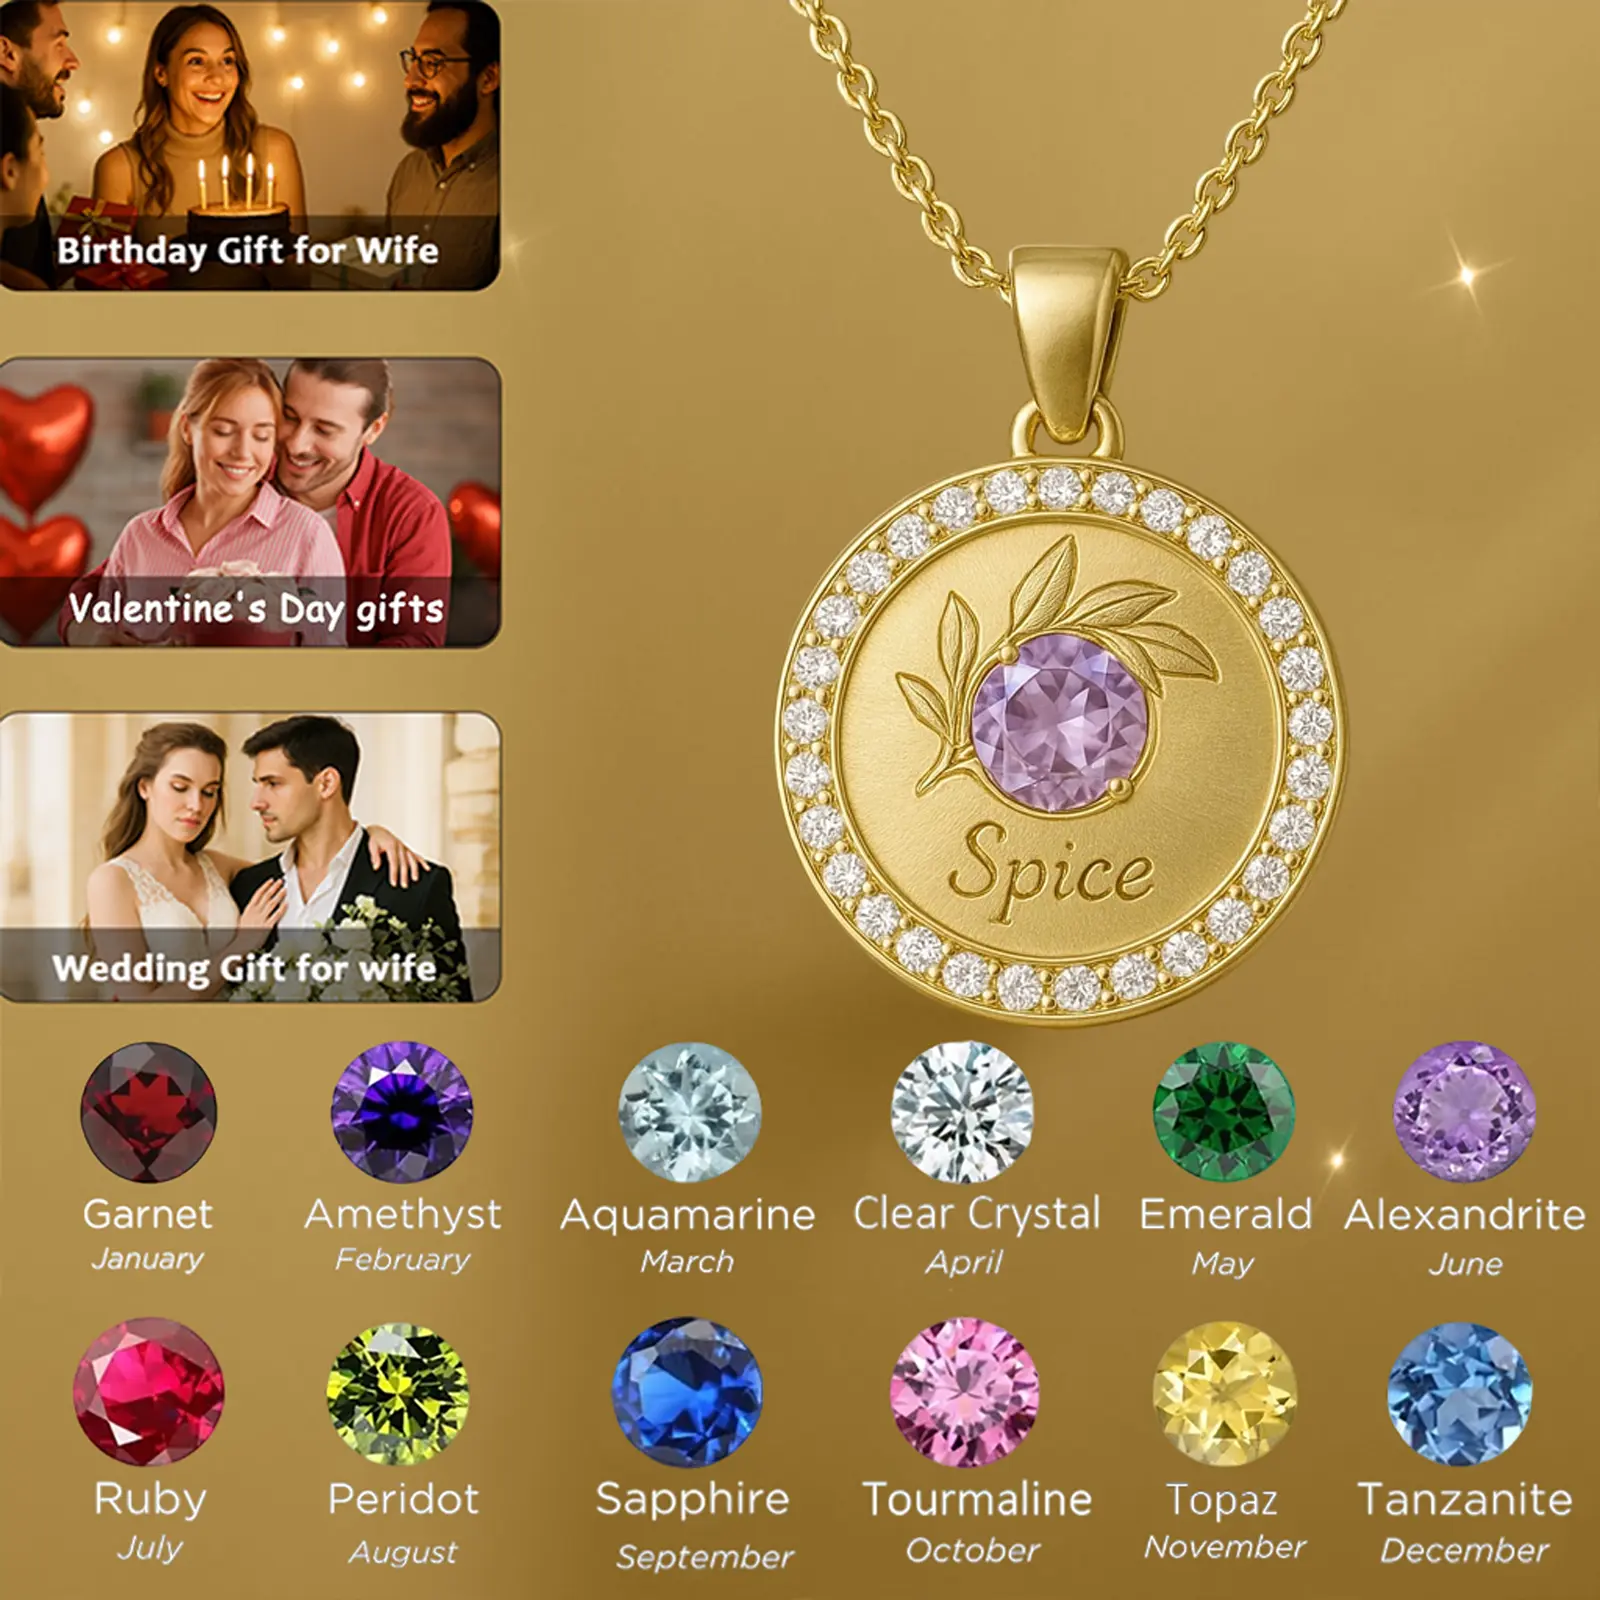 Birthday Gift for Wife
Valentine's Day gifts
Wedding Gift for wife
Spice
Garnet
January
Amethyst
February
Aquamarine
March
Clear Crystal
April
Emerald
May
Alexandrite
June
Ruby
July
Peridot
August
Sapphire
September
Tourmaline
October
Topaz
November
Tanzanite
December